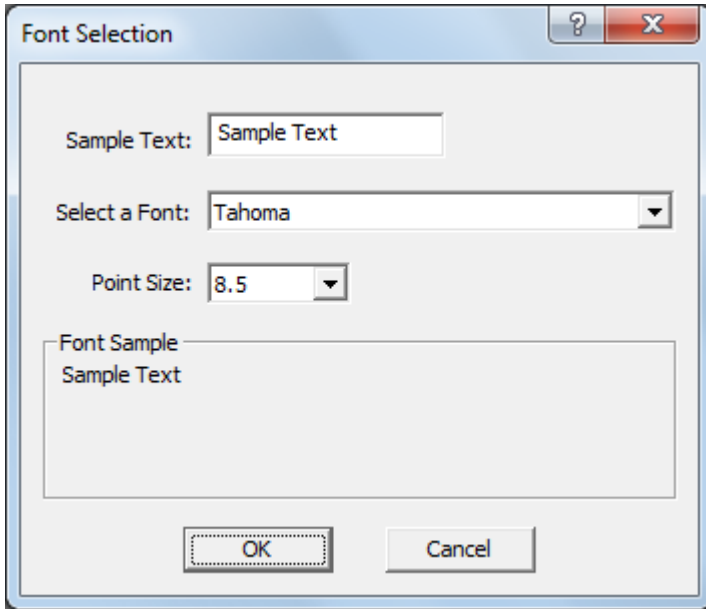 Font Selection
Sample Text: Sample Text
Select a Font: Tahoma
Point Size: 8.5
Font Sample
Sample Text
OK Cancel